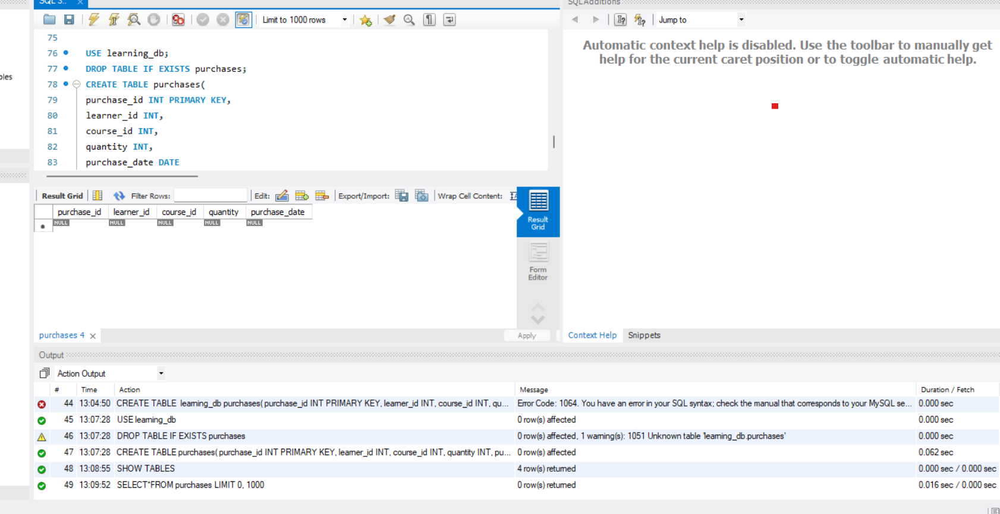 SQL 3..
Limit to 1000 rows
75
76 USE learning_db;
77 DROP TABLE IF EXISTS purchases;
78 CREATE TABLE purchases(
79 purchase_id INT PRIMARY KEY,
80 learner_id INT,
81 course_id INT,
82 quantity INT,
83 purchase_date DATE
Result Grid Filter Rows: Edit: Export/Import: Wrap Cell Content:
purchase_id learner_id course_id quantity purchase_date
NULL NULL NULL NULL NULL
Result
Grid
Form
Editor
purchases 4
Apply
SQLAdditions
Jump to
Automatic context help is disabled. Use the toolbar to manually get
help for the current caret position or to toggle automatic help.
Context Help Snippets
Output
Action Output
# Time Action Message Duration / Fetch
44 13:04:50 CREATE TABLE learning_db purchases( purchase_id INT PRIMARY KEY, learner_id INT, course_id INT, qu... Error Code: 1064. You have an error in your SQL syntax; check the manual that corresponds to your MySQL se... 0.000 sec
45 13:07:28 USE learning_db 0 row(s) affected 0.000 sec
46 13:07:28 DROP TABLE IF EXISTS purchases 0 row(s) affected, 1 warning(s): 1051 Unknown table 'learning_db.purchases' 0.000 sec
47 13:07:28 CREATE TABLE purchases( purchase_id INT PRIMARY KEY, learner_id INT, course_id INT, quantity INT, pu... 0 row(s) affected 0.062 sec
48 13:08:55 SHOW TABLES 4 row(s) returned 0.000 sec / 0.000 sec
49 13:09:52 SELECT*FROM purchases LIMIT 0, 1000 0 row(s) returned 0.016 sec / 0.000 sec